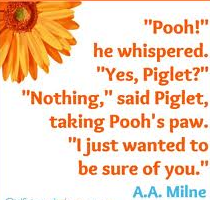 "Pooh!"
he whispered.
"Yes, Piglet?"
"Nothing," said Piglet,
taking Pooh's paw.
"I just wanted to
be sure of you."
A.A. Milne